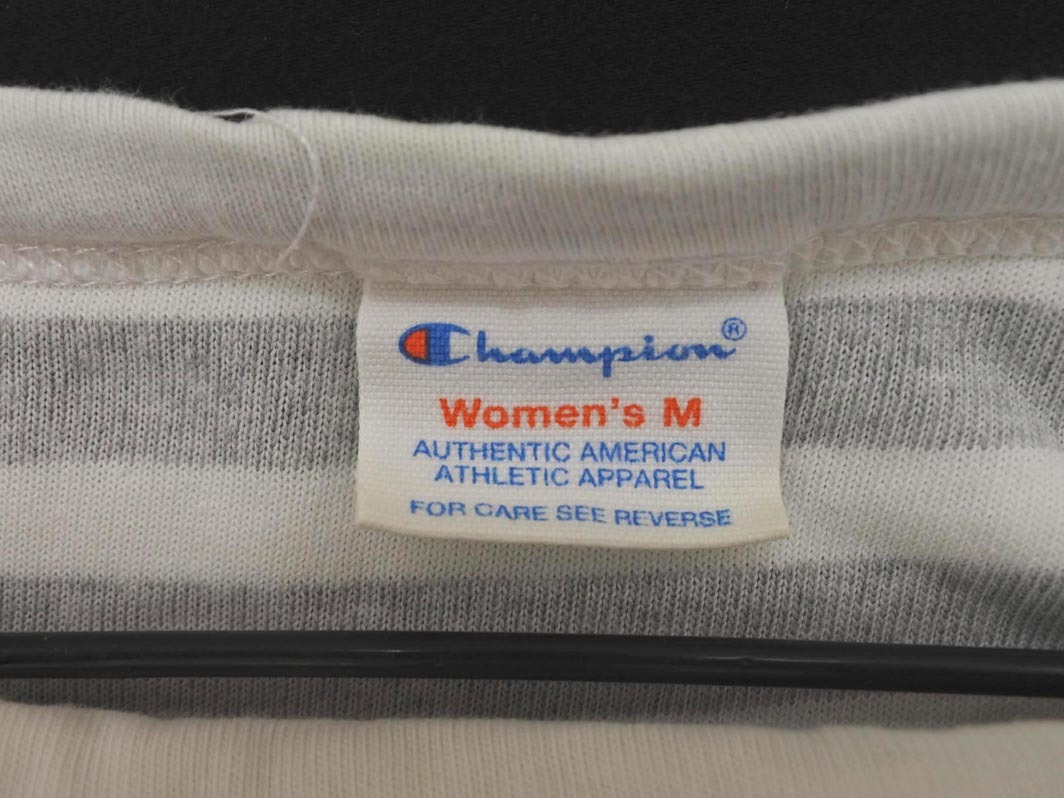 Champion®
Women's M
AUTHENTIC AMERICAN
ATHLETIC APPAREL
FOR CARE SEE REVERSE